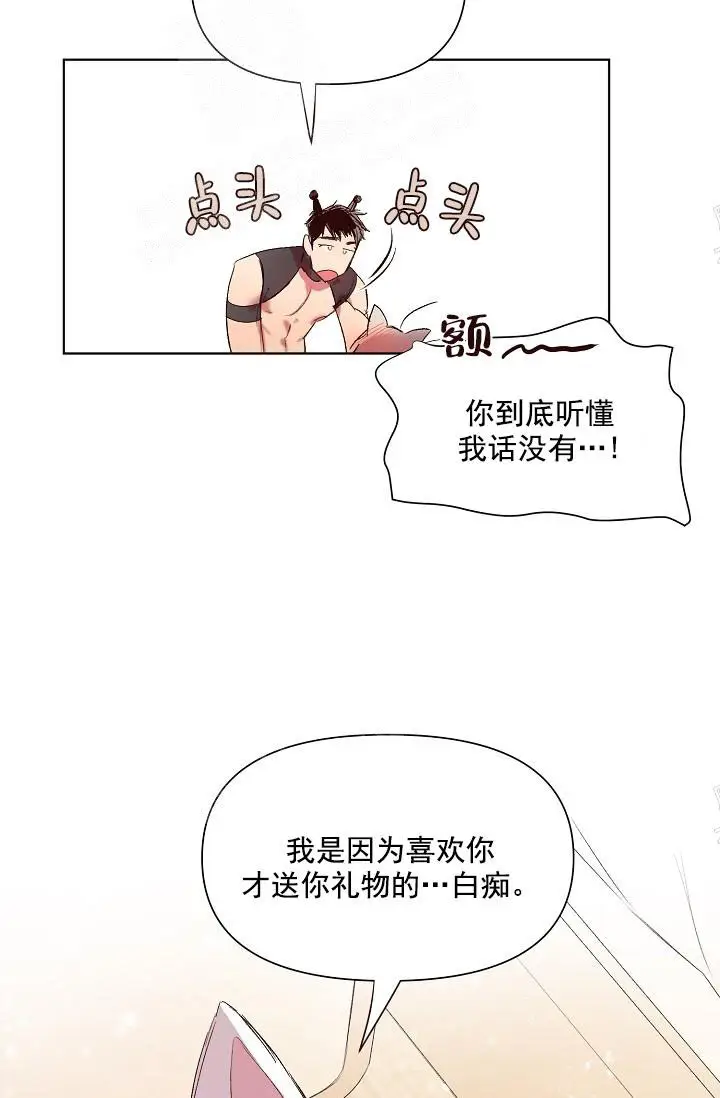 点头
点头
额～
你到底听懂
我话没有…！
我是因为喜欢你
才送你礼物的…白痴。